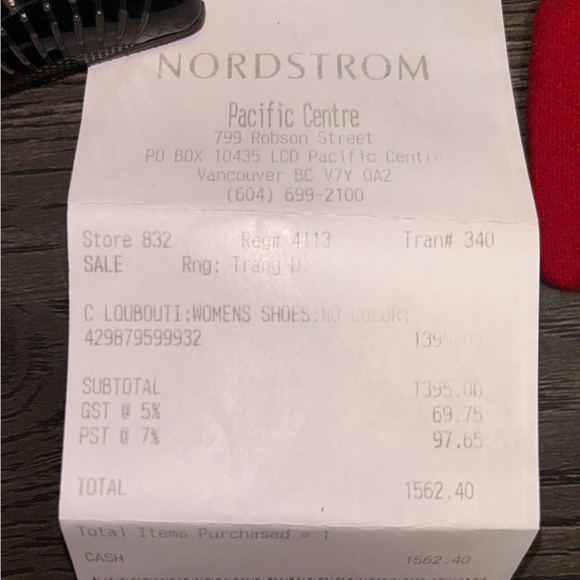 NORDSTROM
Pacific Centre
799 Robson Street
PO BOX 10435 LCD Pacific Centre
Vancouver BC V7Y 0A2
(604) 699-2100
Store 832 Reg# 4113 Tran# 340
SALE Rng: Trang D.
C LOUBOUTI:WOMENS SHOES:NO COLOR:
429879599932 1395.00
SUBTOTAL 1395.00
GST @ 5% 69.75
PST @ 7% 97.65
TOTAL 1562.40
Total Items Purchased = 1
CASH 1562.40